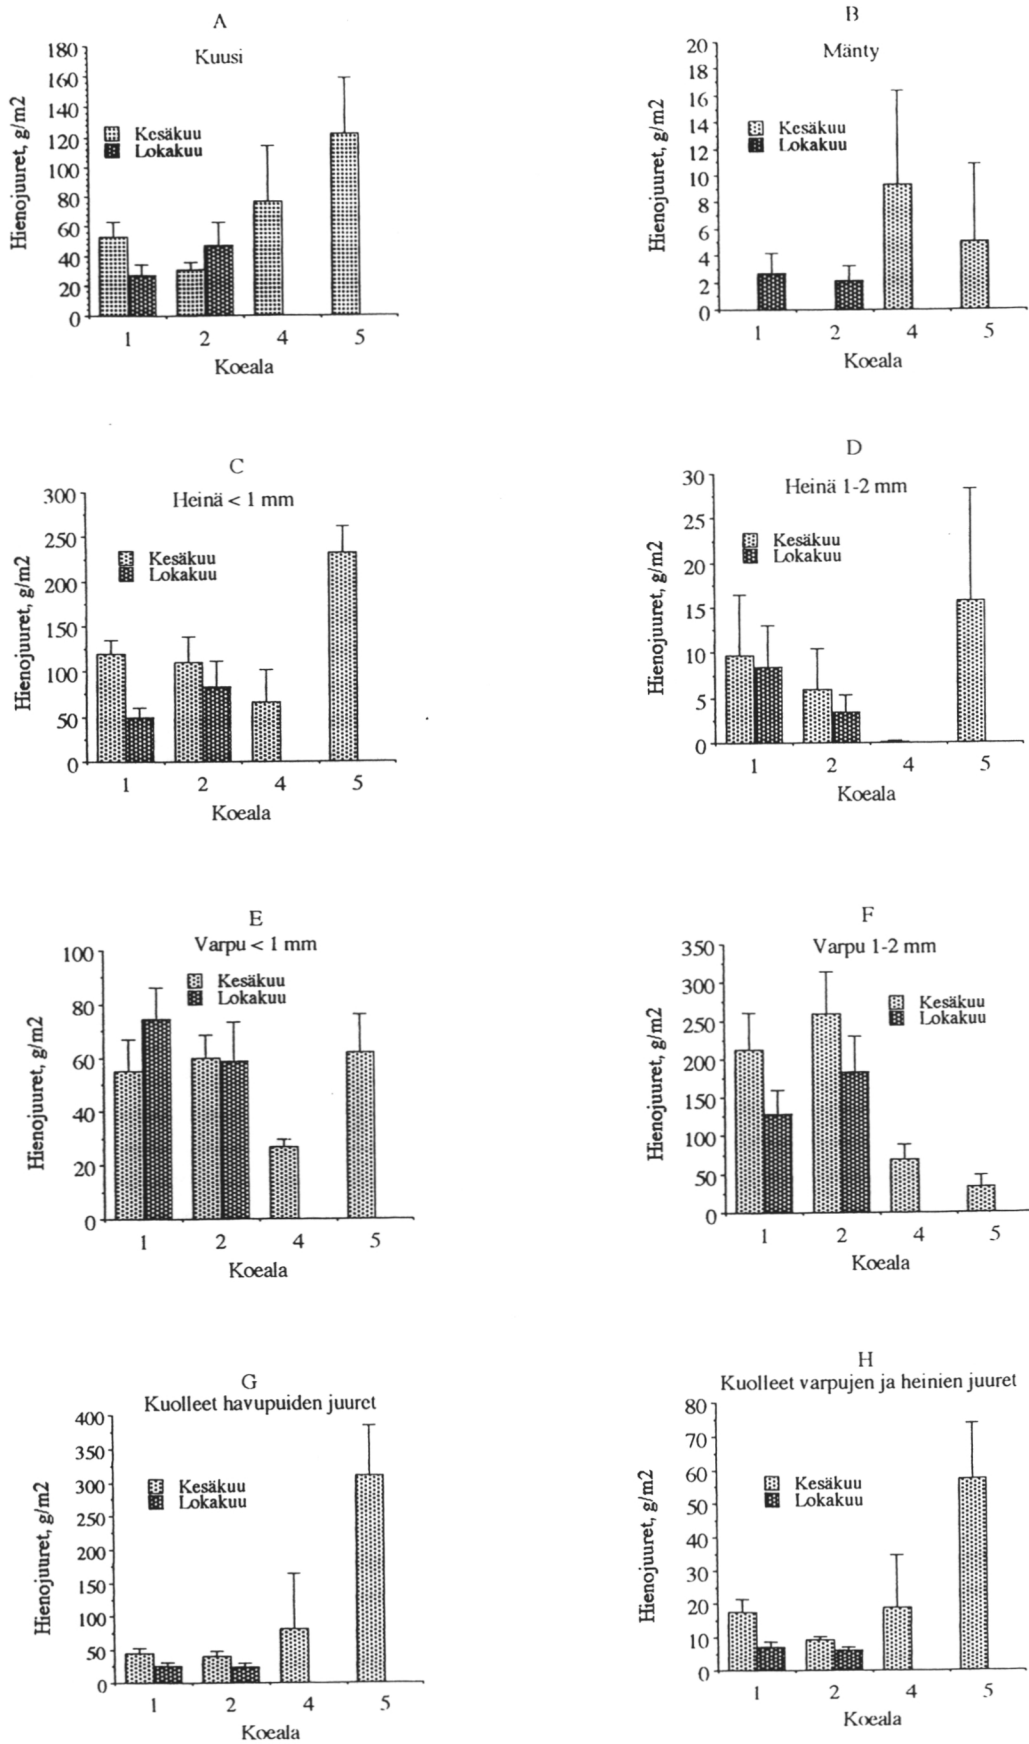 A
Kuusi
Hienojuuret, g/m2
180
160
140
120
100
80
60
40
20
0
Kesäkuu
Lokakuu
1 2 4 5
Koeala
B
Mänty
Hienojuuret, g/m2
20
18
16
14
12
10
8
6
4
2
0
Kesäkuu
Lokakuu
1 2 4 5
Koeala
C
Heinä < 1 mm
Hienojuuret, g/m2
300
250
200
150
100
50
0
Kesäkuu
Lokakuu
1 2 4 5
Koeala
D
Heinä 1-2 mm
Hienojuuret, g/m2
30
25
20
15
10
5
0
Kesäkuu
Lokakuu
1 2 4 5
Koeala
E
Varpu < 1 mm
Hienojuuret, g/m2
100
80
60
40
20
0
Kesäkuu
Lokakuu
1 2 4 5
Koeala
F
Varpu 1-2 mm
Hienojuuret, g/m2
350
300
250
200
150
100
50
0
Kesäkuu
Lokakuu
1 2 4 5
Koeala
G
Kuolleet havupuiden juuret
Hienojuuret, g/m2
400
350
300
250
200
150
100
50
0
Kesäkuu
Lokakuu
1 2 4 5
Koeala
H
Kuolleet varpujen ja heinien juuret
Hienojuuret, g/m2
80
70
60
50
40
30
20
10
0
Kesäkuu
Lokakuu
1 2 4 5
Koeala